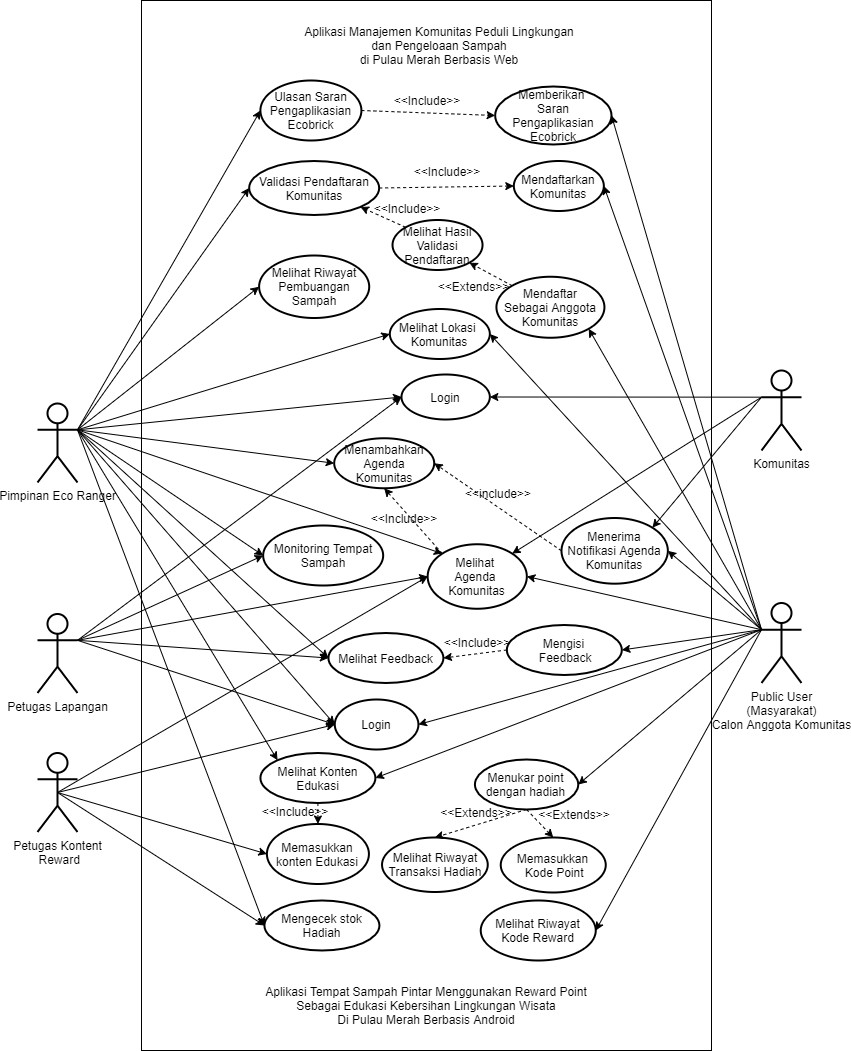 Aplikasi Manajemen Komunitas Peduli Lingkungan
dan Pengeloaan Sampah
di Pulau Merah Berbasis Web
Ulasan Saran
Pengaplikasian
Ecobrick
<<Include>>
Memberikan
Saran
Pengaplikasian
Ecobrick
Validasi Pendaftaran
Komunitas
<<Include>>
Mendaftarkan
Komunitas
<<Include>>
Melihat Hasil
Validasi
Pendaftaran
Melihat Riwayat
Pembuangan
Sampah
<<Extends>>
Mendaftar
Sebagai Anggota
Komunitas
Melihat Lokasi
Komunitas
Login
Komunitas
Pimpinan Eco Ranger
Menambahkan
Agenda
Komunitas
<<include>>
<<Include>>
Monitoring Tempat
Sampah
Melihat
Agenda
Komunitas
Menerima
Notifikasi Agenda
Komunitas
Petugas Lapangan
Melihat Feedback
<<Include>>
Mengisi
Feedback
Public User
(Masyarakat)
Calon Anggota Komunitas
Login
Melihat Konten
Edukasi
Menukar point
dengan hadiah
<<Include>>
<<Extends>>
<<Extends>>
Petugas Kontent
Reward
Memasukkan
konten Edukasi
Melihat Riwayat
Transaksi Hadiah
Memasukkan
Kode Point
Mengecek stok
Hadiah
Melihat Riwayat
Kode Reward
Aplikasi Tempat Sampah Pintar Menggunakan Reward Point
Sebagai Edukasi Kebersihan Lingkungan Wisata
Di Pulau Merah Berbasis Android